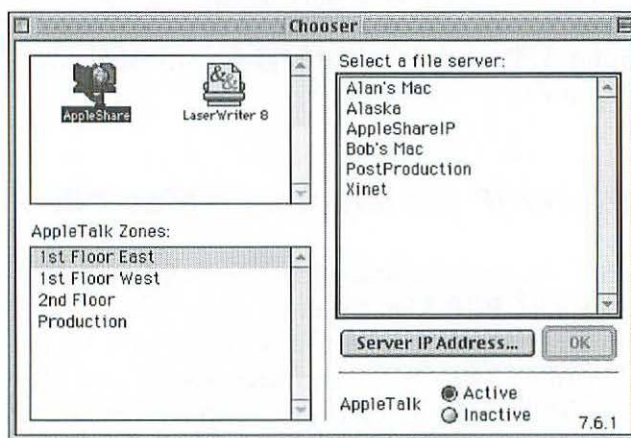 Chooser
AppleShare
LaserWriter 8
AppleTalk Zones:
1st Floor East
1st Floor West
2nd Floor
Production
Select a file server:
Alan's Mac
Alaska
AppleShareIP
Bob's Mac
PostProduction
Xinet
Server IP Address...
OK
AppleTalk
Active
Inactive
7.6.1